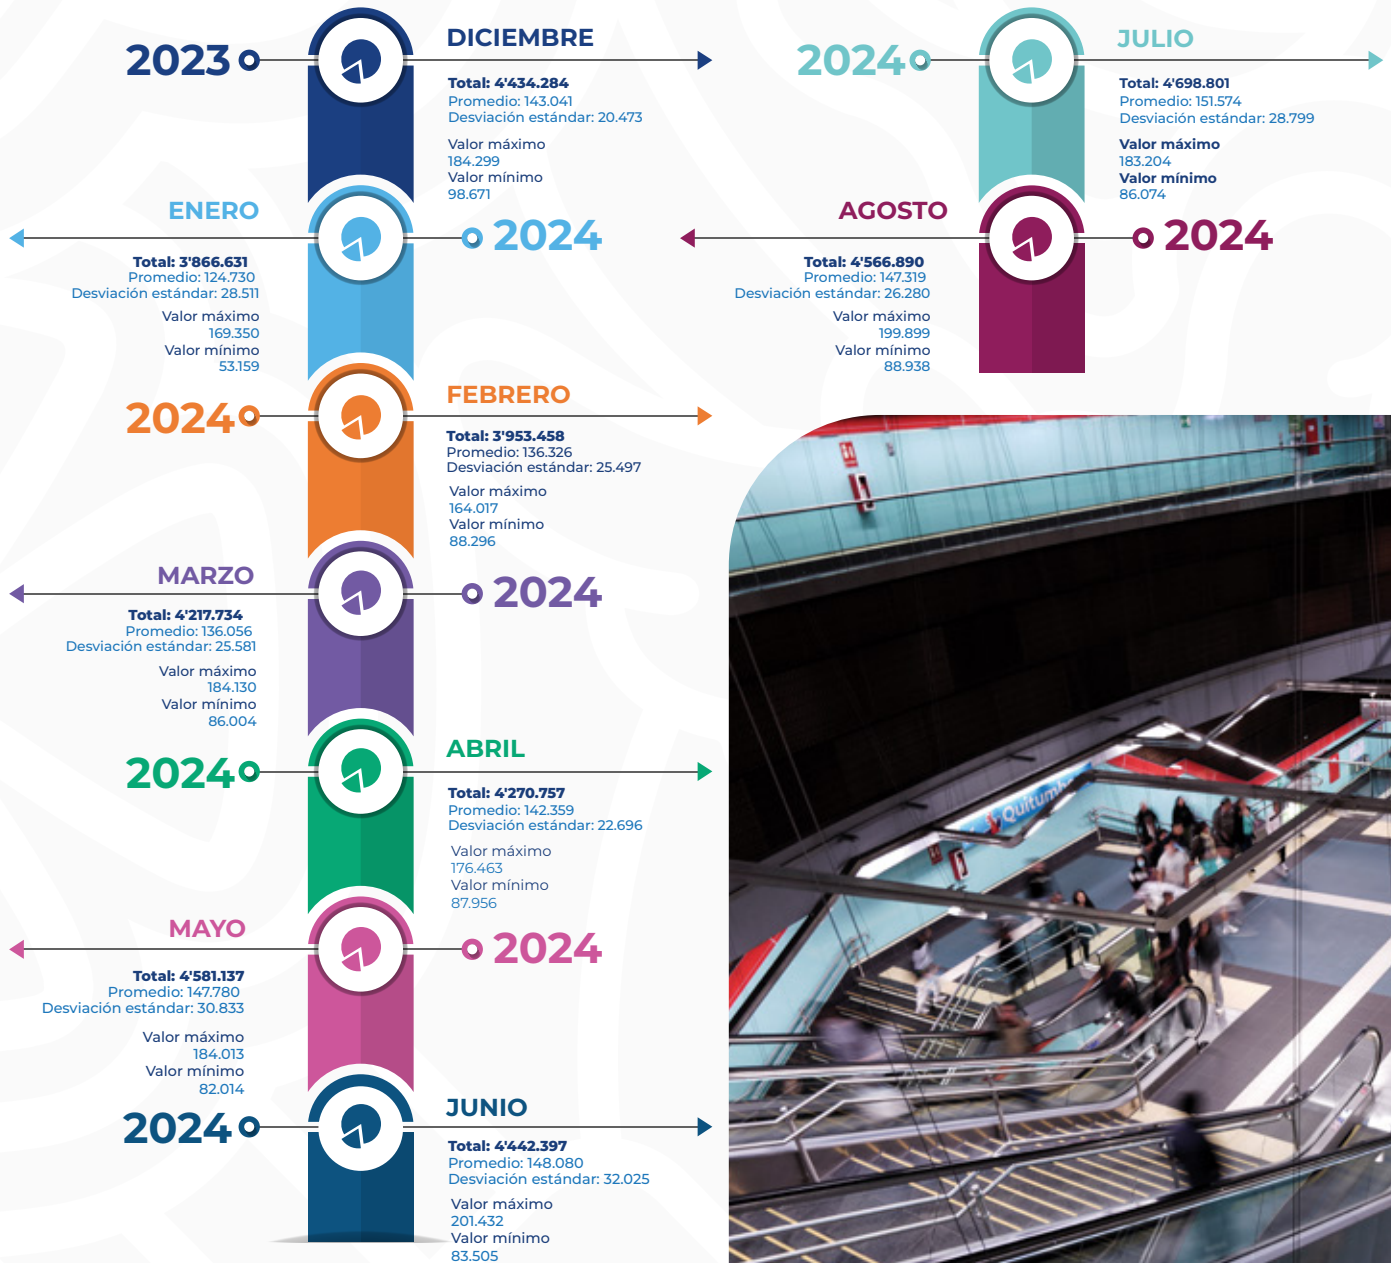 2023
DICIEMBRE
Total: 4'434.284
Promedio: 143.041
Desviación estándar: 20.473
Valor máximo
184.299
Valor mínimo
98.671
ENERO
2024
Total: 3'866.631
Promedio: 124.730
Desviación estándar: 28.511
Valor máximo
169.350
Valor mínimo
53.159
2024
FEBRERO
Total: 3'953.458
Promedio: 136.326
Desviación estándar: 25.497
Valor máximo
164.017
Valor mínimo
88.296
MARZO
2024
Total: 4'217.734
Promedio: 136.056
Desviación estándar: 25.581
Valor máximo
184.130
Valor mínimo
86.004
2024
ABRIL
Total: 4'270.757
Promedio: 142.359
Desviación estándar: 22.696
Valor máximo
176.463
Valor mínimo
87.956
MAYO
2024
Total: 4'581.137
Promedio: 147.780
Desviación estándar: 30.833
Valor máximo
184.013
Valor mínimo
82.014
2024
JUNIO
Total: 4'442.397
Promedio: 148.080
Desviación estándar: 32.025
Valor máximo
201.432
Valor mínimo
83.505
2024
JULIO
Total: 4'698.801
Promedio: 151.574
Desviación estándar: 28.799
Valor máximo
183.204
Valor mínimo
86.074
AGOSTO
2024
Total: 4'566.890
Promedio: 147.319
Desviación estándar: 26.280
Valor máximo
199.899
Valor mínimo
88.938